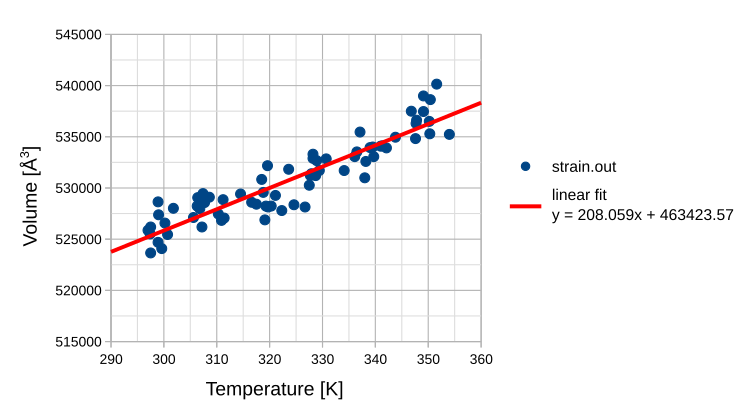 545000
540000
535000
530000
525000
520000
515000
290 300 310 320 330 340 350 360
Volume [Å³]
Temperature [K]
strain.out
linear fit
y = 208.059x + 463423.57